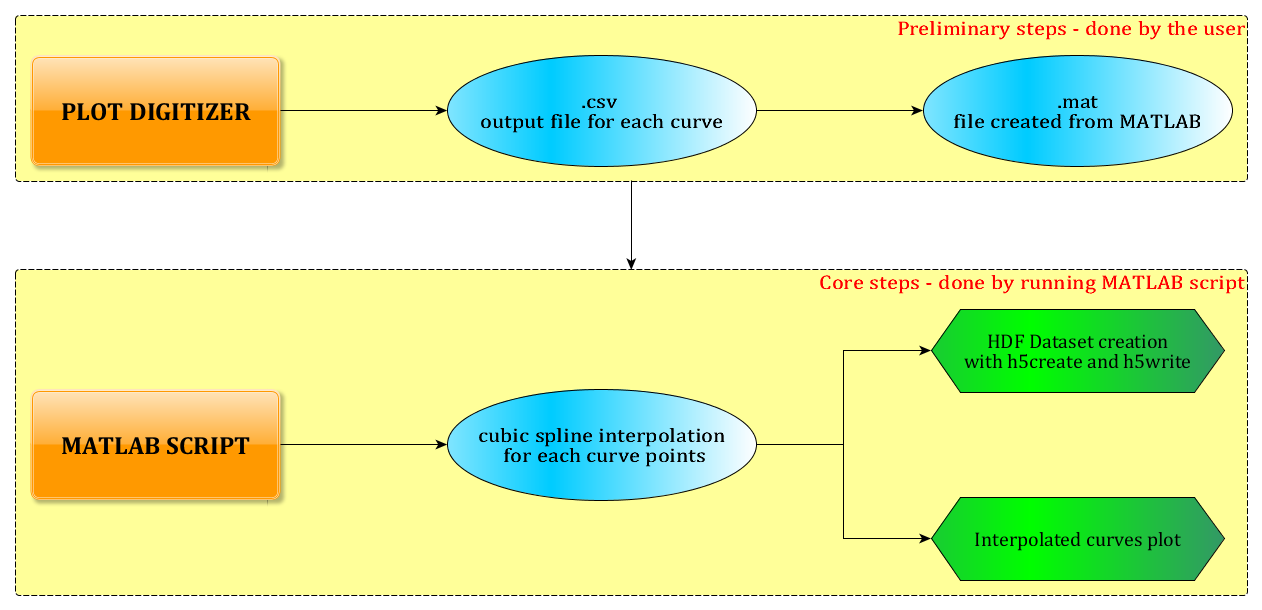 Preliminary steps - done by the user
PLOT DIGITIZER
.csv
output file for each curve
.mat
file created from MATLAB
Core steps - done by running MATLAB script
MATLAB SCRIPT
cubic spline interpolation
for each curve points
HDF Dataset creation
with h5create and h5write
Interpolated curves plot